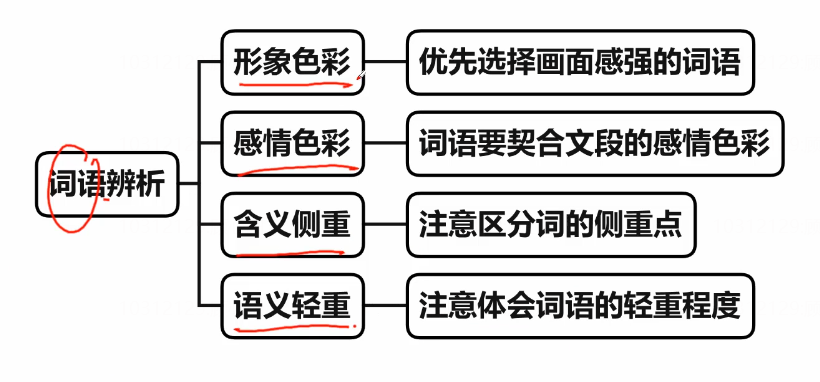 形象色彩
优先选择画面感强的词语
感情色彩
词语要契合文段的感情色彩
词语辨析
含义侧重
注意区分词的侧重点
语义轻重
注意体会词语的轻重程度